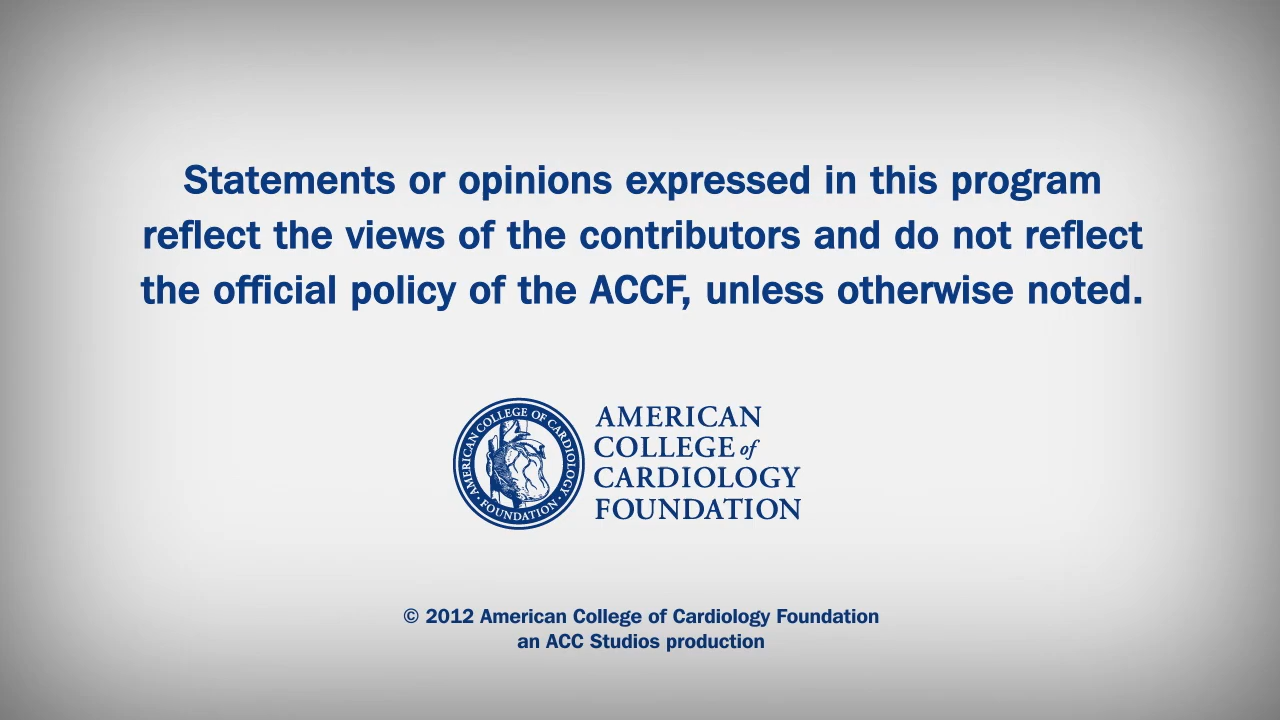 Statements or opinions expressed in this program
reflect the views of the contributors and do not reflect
the official policy of the ACCF, unless otherwise noted.
AMERICAN COLLEGE OF CARDIOLOGY
· FOUNDATION ·
AMERICAN
COLLEGE of
CARDIOLOGY
FOUNDATION
© 2012 American College of Cardiology Foundation
an ACC Studios production